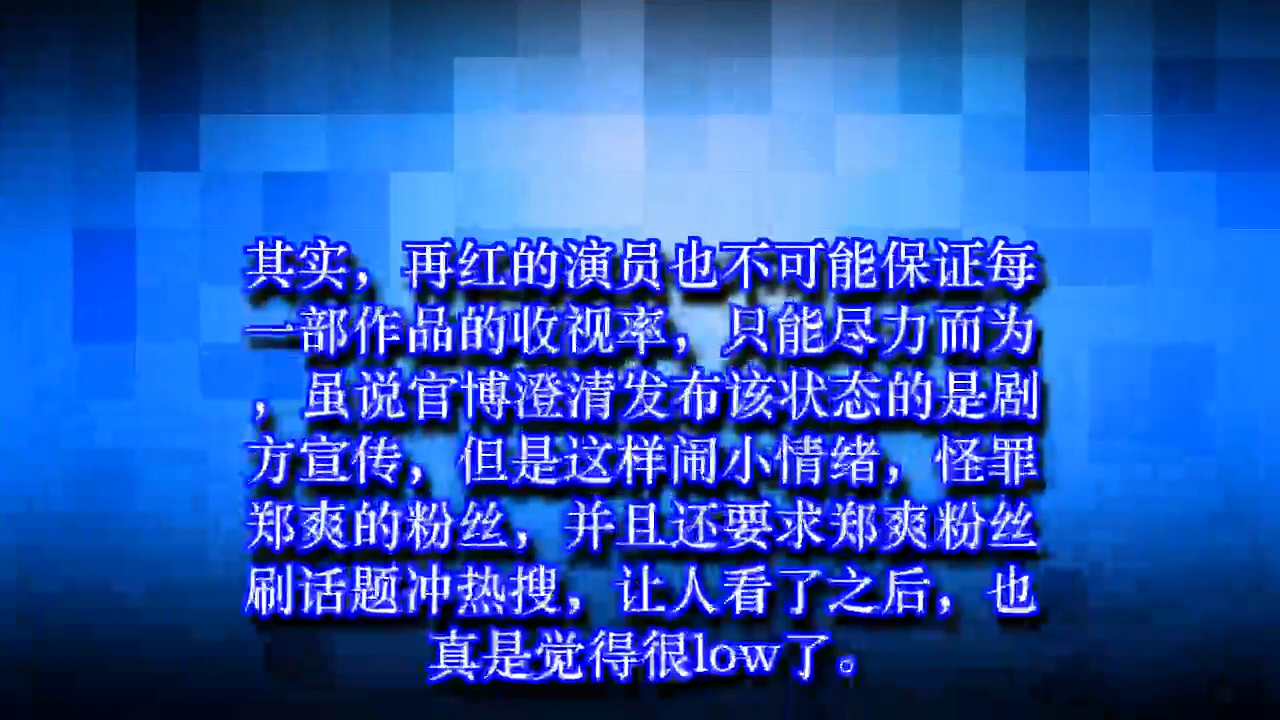 其实，再红的演员也不可能保证每
一部作品的收视率，只能尽力而为
，虽说官博澄清发布该状态的是剧
方宣传，但是这样闹小情绪，怪罪
郑爽的粉丝，并且还要求郑爽粉丝
刷话题冲热搜，让人看了之后，也
真是觉得很low了。